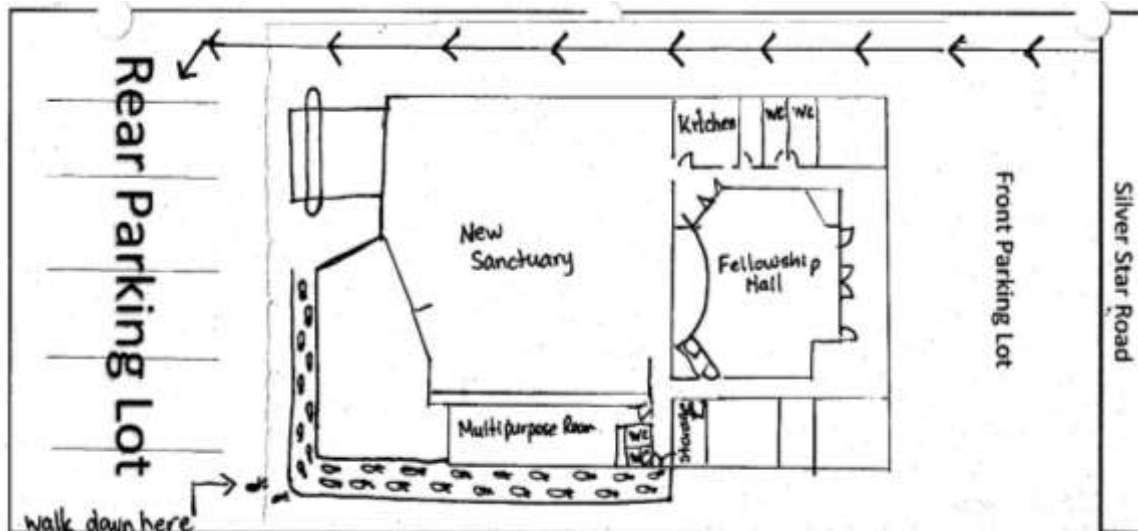 Rear Parking Lot
Kitchen
WC
WC
New
Sanctuary
Fellowship
Hall
Front Parking Lot
Silver Star Road
Multipurpose Room
WC
WC
Storage
walk down here